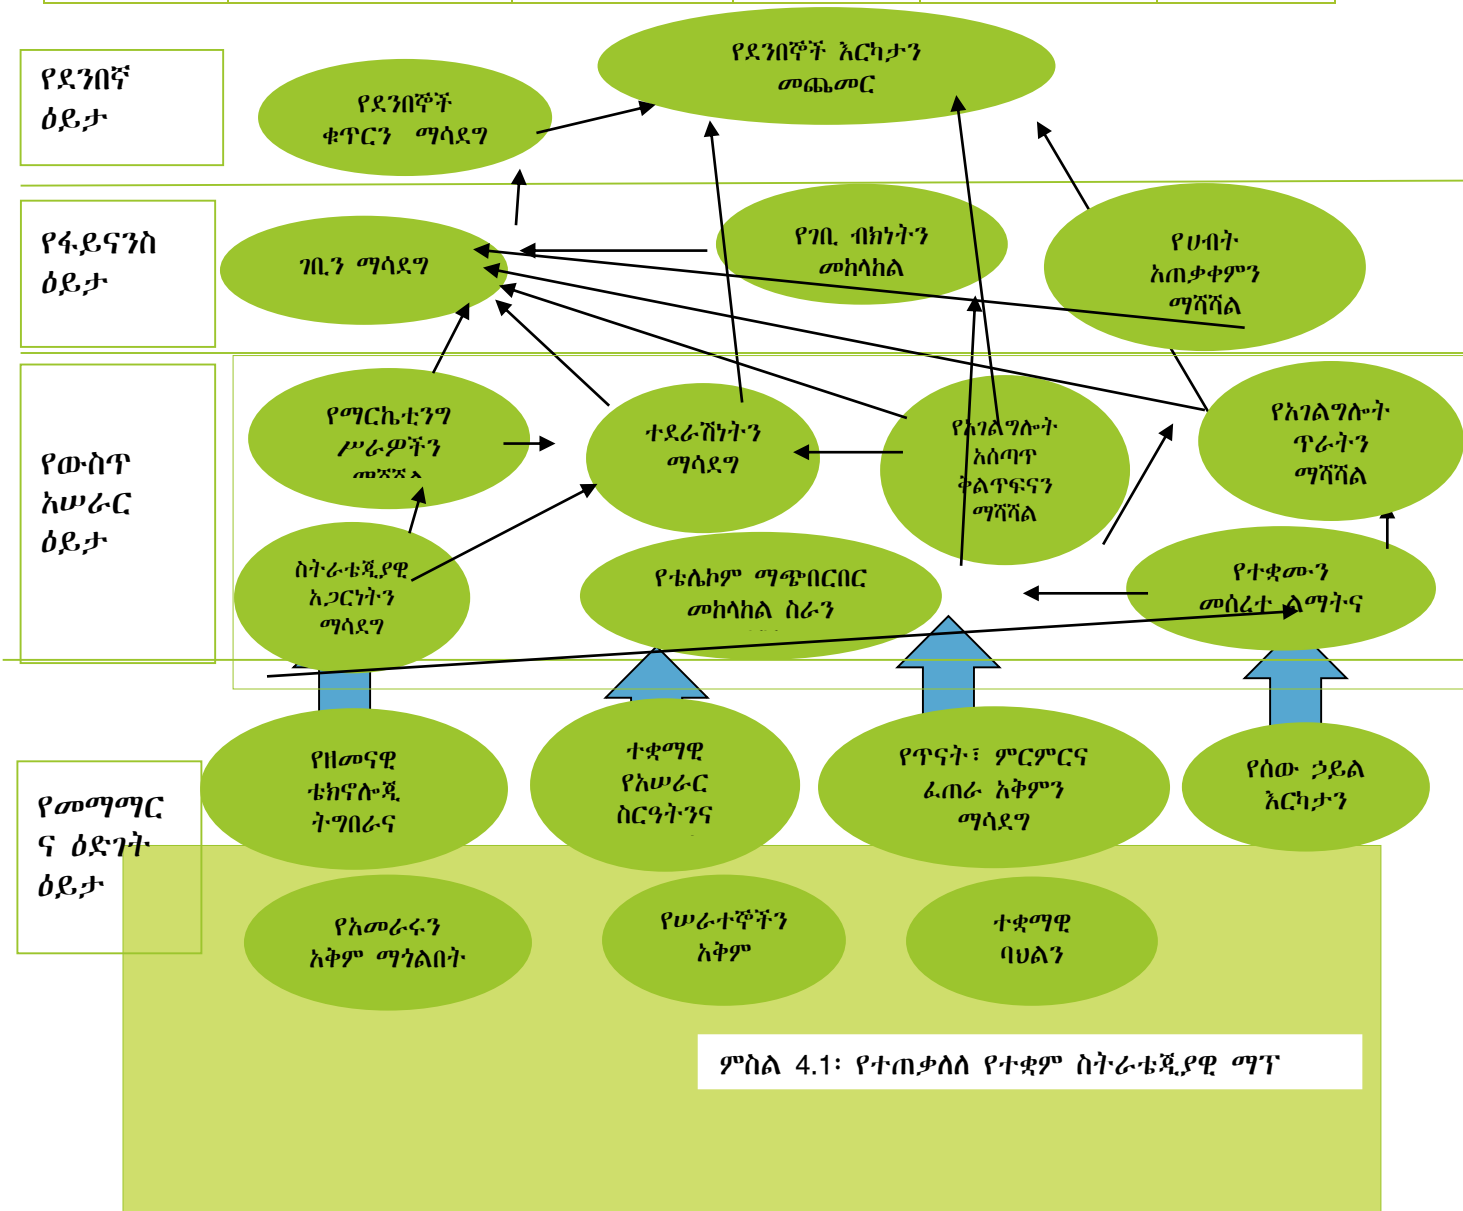 የደንበኛ
ዕይታ
የደንበኞች
ቁጥርን ማሳደግ
የደንበኞች እርካታን
መጨመር
የፋይናንስ
ዕይታ
ገቢን ማሳደግ
የገቢ ብክነትን
መከላከል
የሀብት
አጠቃቀምን
ማሻሻል
የውስጥ
አሠራር
ዕይታ
የማርኬቲንግ
ሥራዎችን
ተደራሽነትን
ማሳደግ
የአገልግሎት
አሰጣጥ
ቅልጥፍናን
ማሻሻል
የአገልግሎት
ጥራትን
ማሻሻል
ስትራቴጂያዊ
አጋርነትን
ማሳደግ
የቴሌኮም ማጭበርበር
መከላከል ስራን
የተቋሙን
መሰረተ ልማትና
የመማማር
ና ዕድገት
ዕይታ
የዘመናዊ
ቴክኖሎጂ
ትግበራና
ተቋማዊ
የአሠራር
ስርዓትንና
የጥናት፣ ምርምርና
ፈጠራ አቅምን
ማሳደግ
የሰው ኃይል
እርካታን
የአመራሩን
አቅም ማጎልበት
የሠራተኞችን
አቅም
ተቋማዊ
ባህልን
ምስል 4.1፡ የተጠቃለለ የተቋም ስትራቴጂያዊ ማፕ